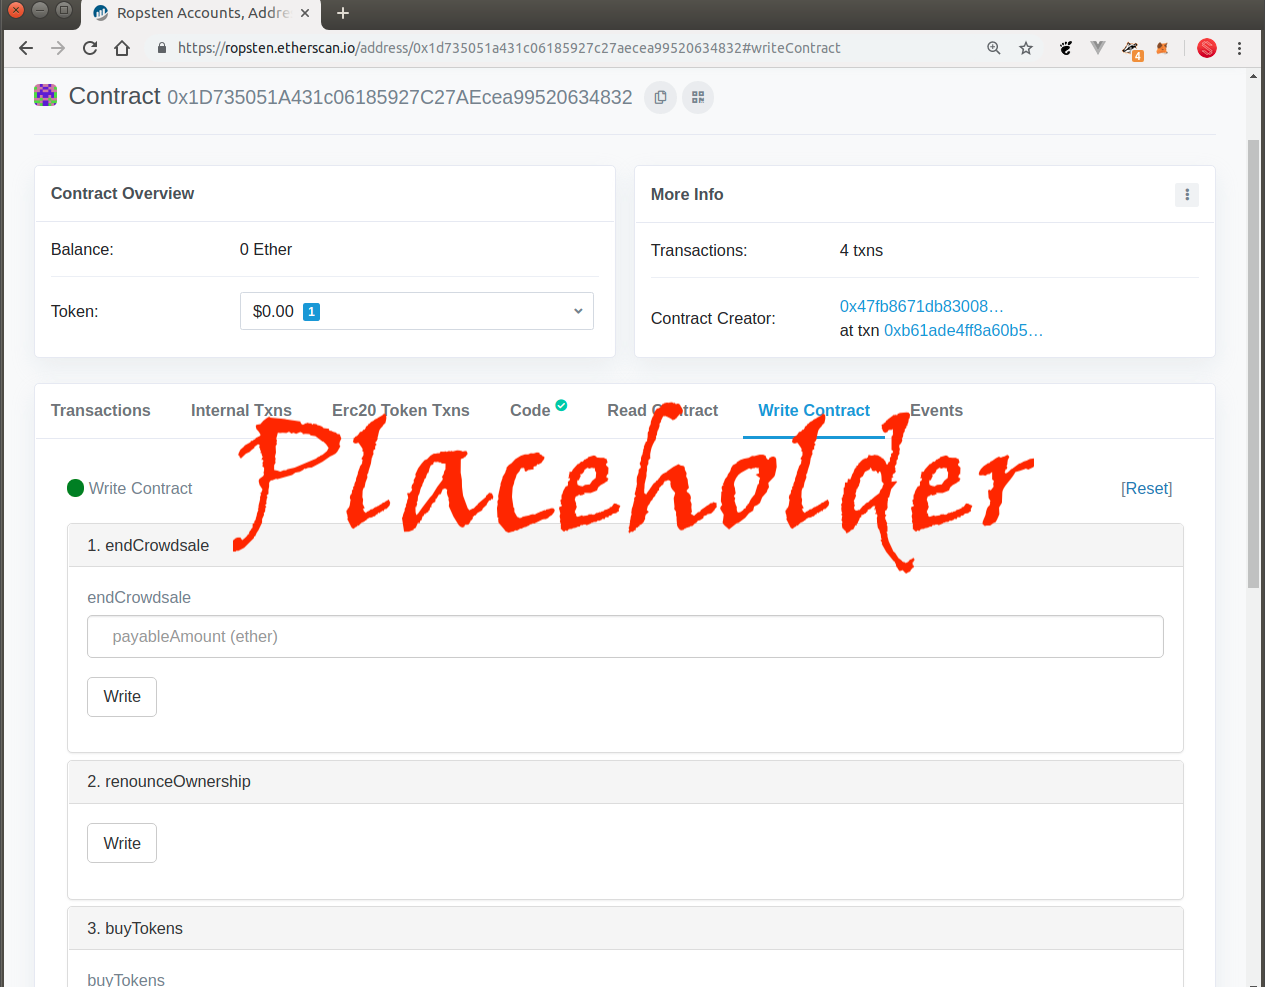 Ropsten Accounts, Addre
https://ropsten.etherscan.io/address/0x1d735051a431c06185927c27aecea99520634832#writeContract
4
Contract 0x1D735051A431c06185927C27AEcea99520634832
Contract Overview
Balance: 0 Ether
Token: $0.00 1
More Info
Transactions: 4 txns
Contract Creator: 0x47fb8671db83008…
at txn 0xb61ade4ff8a60b5…
Transactions Internal Txns Erc20 Token Txns Code Read Contract Write Contract Events
Placeholder
Write Contract [Reset]
1. endCrowdsale
endCrowdsale
payableAmount (ether)
Write
2. renounceOwnership
Write
3. buyTokens
buyTokens